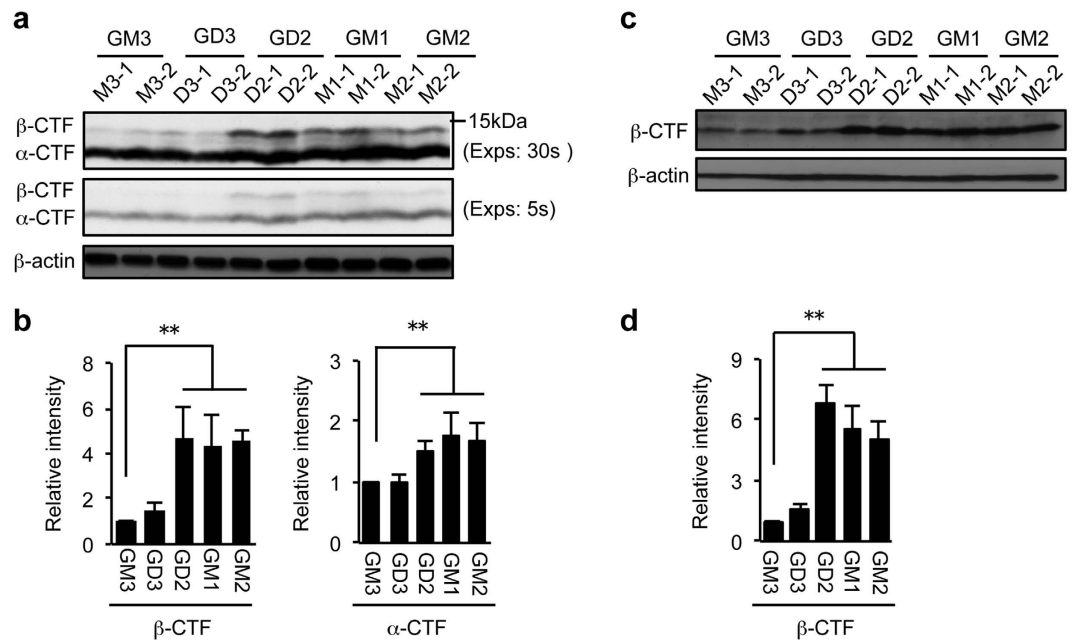 a
GM3 GD3 GD2 GM1 GM2
M3-1 M3-2 D3-1 D3-2 D2-1 D2-2 M1-1 M1-2 M2-1 M2-2
β-CTF
15kDa
α-CTF
(Exps: 30s )
β-CTF
α-CTF
(Exps: 5s)
β-actin
b
**
Relative intensity
8
6
4
2
0
GM3 GD3 GD2 GM1 GM2
β-CTF
**
Relative intensity
3
2
1
0
GM3 GD3 GD2 GM1 GM2
α-CTF
c
GM3 GD3 GD2 GM1 GM2
M3-1 M3-2 D3-1 D3-2 D2-1 D2-2 M1-1 M1-2 M2-1 M2-2
β-CTF
β-actin
d
**
Relative intensity
9
6
3
0
GM3 GD3 GD2 GM1 GM2
β-CTF